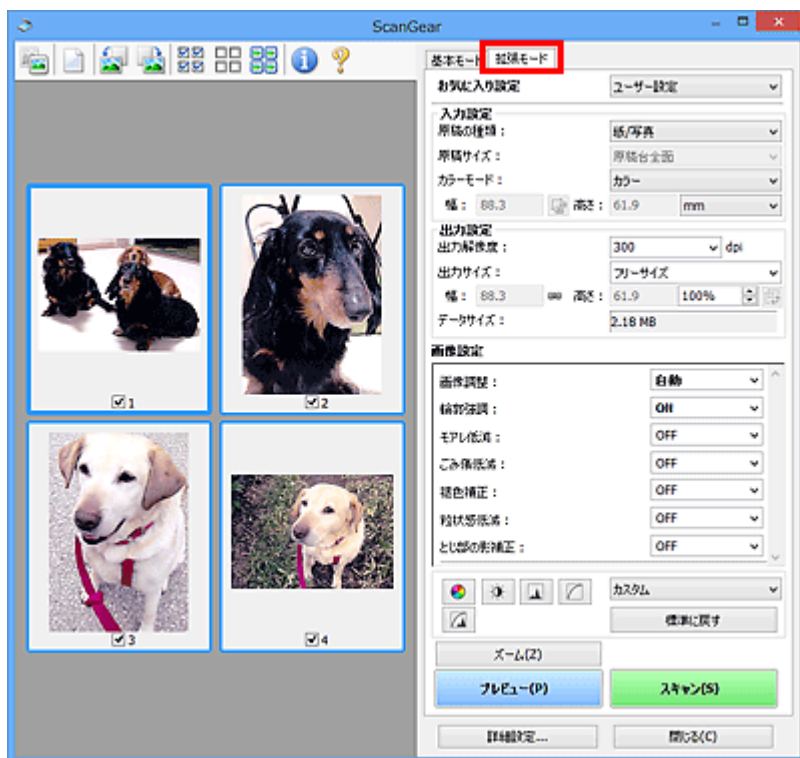 ScanGear
基本モード 拡張モード
お気に入り設定 ユーザー設定
入力設定
原稿の種類： 紙/写真
原稿サイズ： 原稿台全面
カラーモード： カラー
幅： 88.3 高さ： 61.9 mm
出力設定
出力解像度： 300 dpi
出力サイズ： フリーサイズ
幅： 88.3 高さ： 61.9 100%
データサイズ： 2.18 MB
画像設定
画像調整： 自動
輪郭強調： ON
モアレ低減： OFF
ごみ傷低減： OFF
褪色補正： OFF
粒状感低減： OFF
とじ部の影補正： OFF
カスタム
標準に戻す
ズーム(Z)
プレビュー(P) スキャン(S)
詳細設定... 閉じる(C)
1
2
3
4